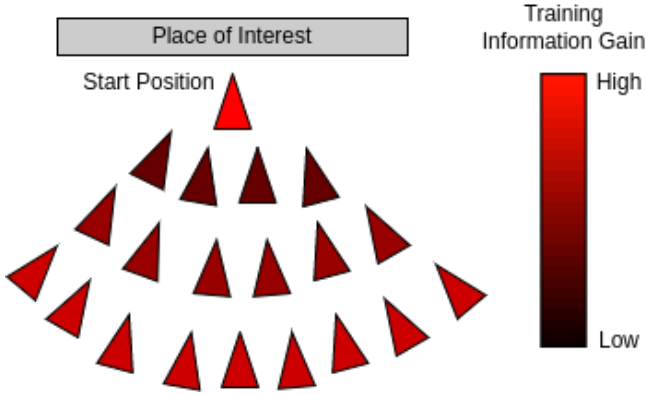 Training
Information Gain
Place of Interest
Start Position
High
Low